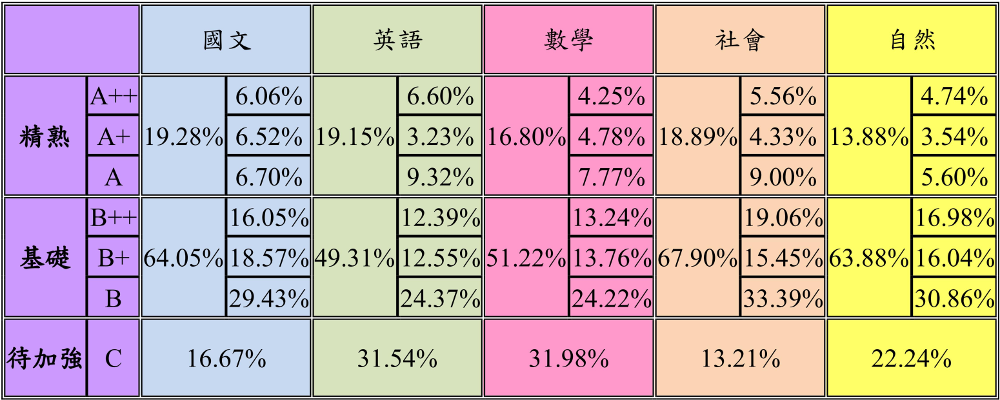 國文 英語 數學 社會 自然
精熟 A++ 19.28% 6.06% 19.15% 6.60% 16.80% 4.25% 18.89% 5.56% 13.88% 4.74%
A+ 6.52% 3.23% 4.78% 4.33% 3.54%
A 6.70% 9.32% 7.77% 9.00% 5.60%
基礎 B++ 64.05% 16.05% 49.31% 12.39% 51.22% 13.24% 67.90% 19.06% 63.88% 16.98%
B+ 18.57% 12.55% 13.76% 15.45% 16.04%
B 29.43% 24.37% 24.22% 33.39% 30.86%
待加強 C 16.67% 31.54% 31.98% 13.21% 22.24%